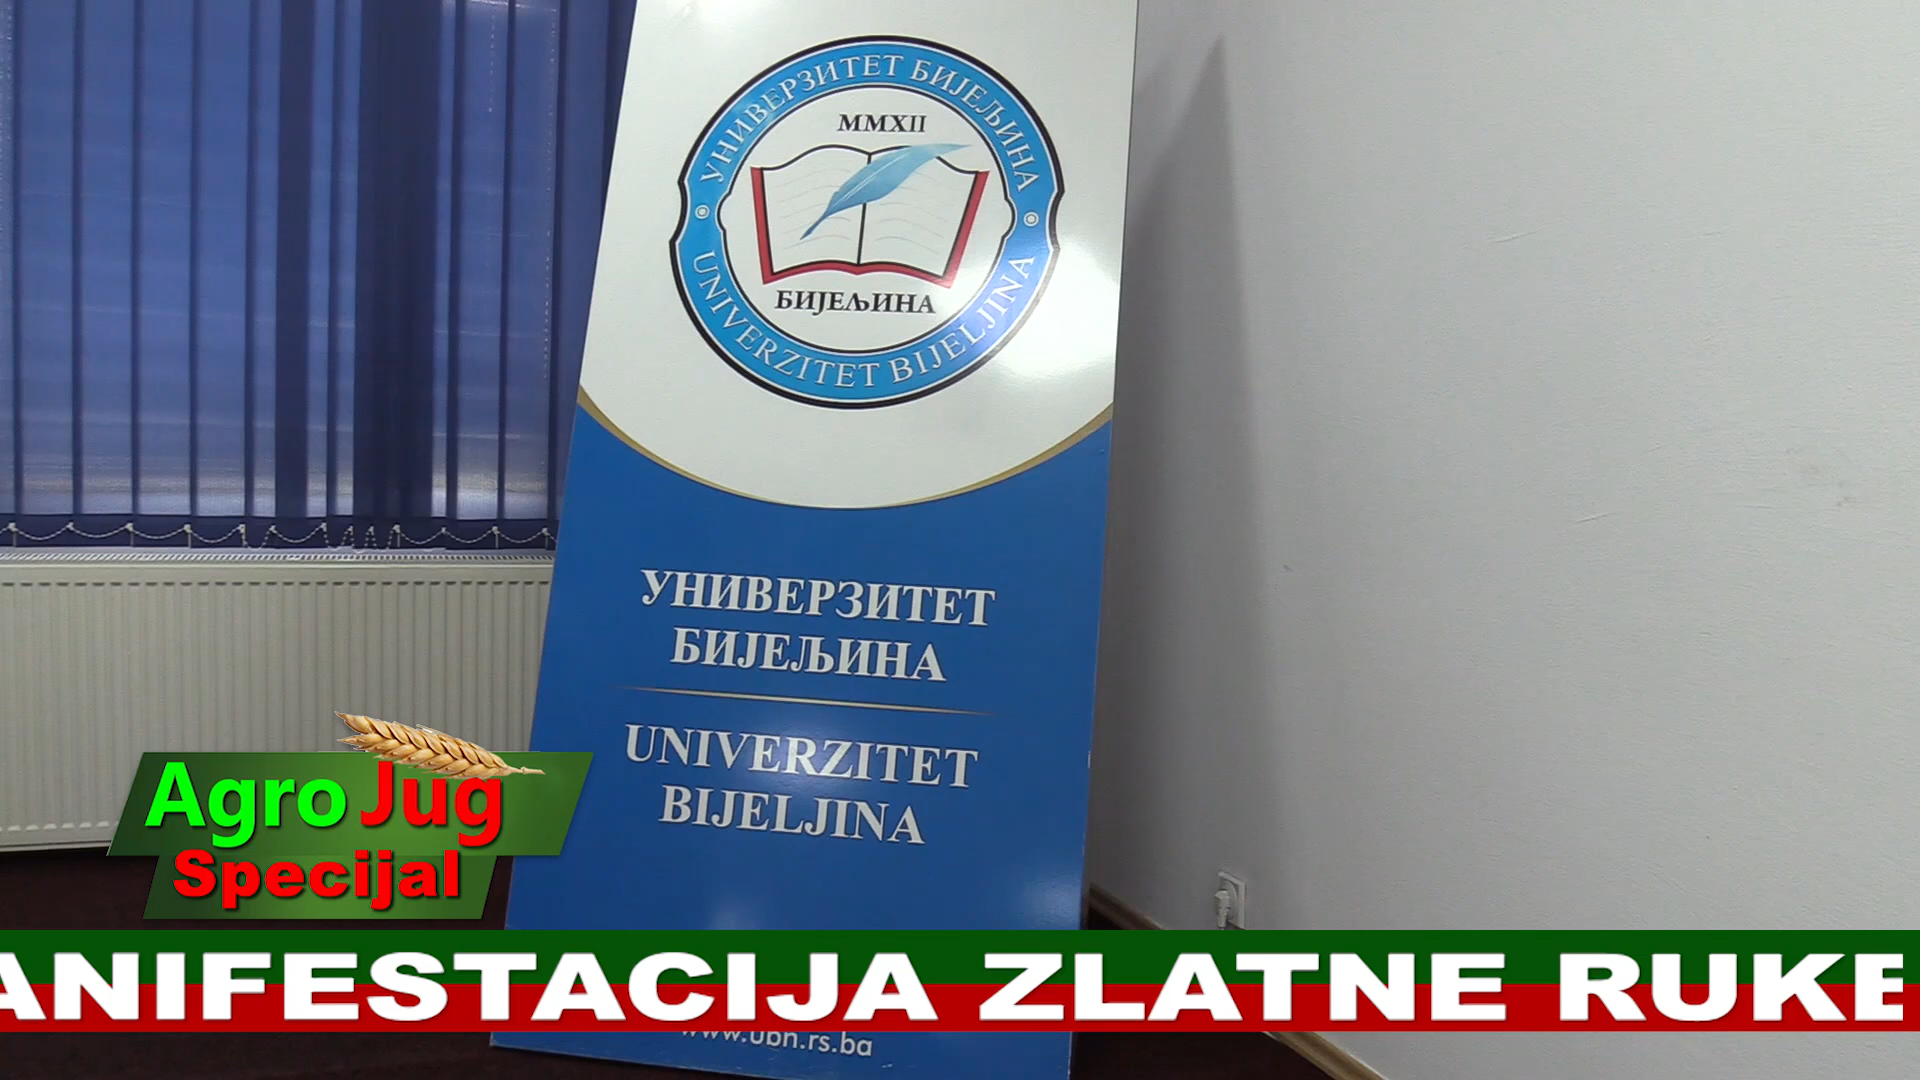 УНИВЕРЗИТЕТ БИЈЕЉИНА
MMXII
БИЈЕЉИНА
UNIVERZITET BIJELJINA
УНИВЕРЗИТЕТ
БИЈЕЉИНА
UNIVERZITET
BIJELJINA
Agro Jug
Specijal
ANIFESTACIJA ZLATNE RUKE
www.ubn.rs.ba